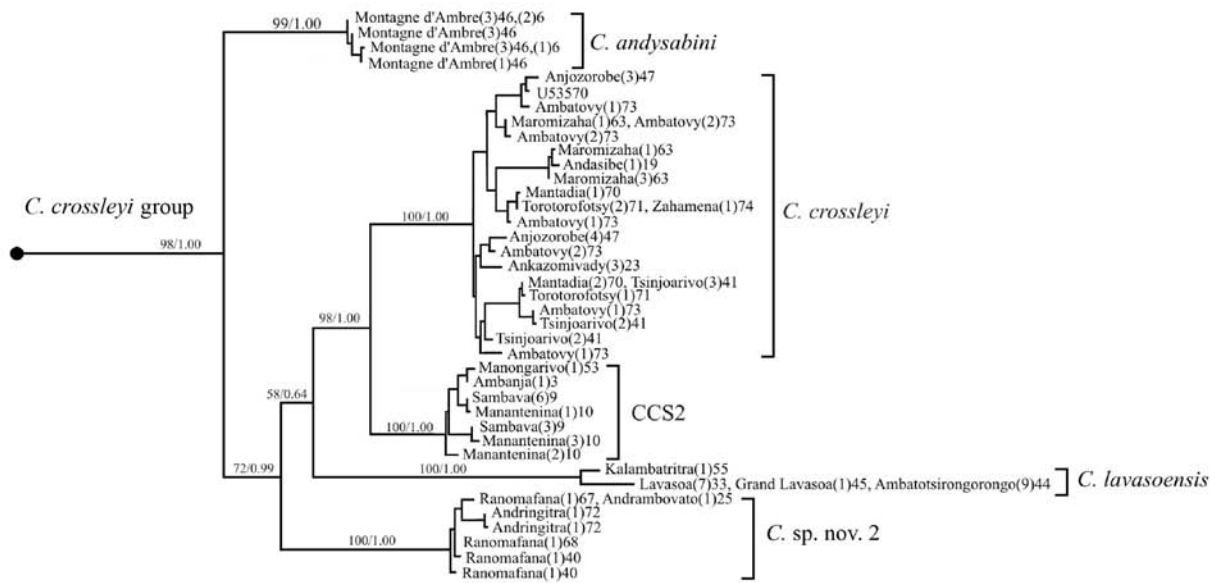 Montagne d'Ambre(3)46,(2)6
99/1.00
Montagne d'Ambre(3)46
Montagne d'Ambre(3)46,(1)6
C. andysabini
Montagne d'Ambre(1)46
Anjozorobe(3)47
U53570
Ambatovy(1)73
Maromizaha(1)63, Ambatovy(2)73
Ambatovy(2)73
Maromizaha(1)63
Andasibe(1)19
Maromizaha(3)63
Mantadia(1)70
C. crossleyi group
Torotorofotsy(2)71, Zahamena(1)74
C. crossleyi
100/1.00
Ambatovy(1)73
Anjozorobe(4)47
98/1.00
Ambatovy(2)73
Ankazomivady(3)23
Mantadia(2)70, Tsinjoarivo(3)41
Torotorofotsy(1)71
Ambatovy(1)73
98/1.00
Tsinjoarivo(2)41
Tsinjoarivo(2)41
Ambatovy(1)73
Manongarivo(1)53
Ambanja(1)3
58/0.64
Sambava(6)9
Manantenina(1)10
CCS2
100/1.00
Sambava(3)9
Manantenina(3)10
Manantenina(2)10
72/0.99
100/1.00
Kalambatritra(1)55
Lavasoa(7)33, Grand Lavasoa(1)45, Ambatotsirongorongo(9)44
C. lavasoensis
Ranomafana(1)67, Andrambovato(1)25
Andringitra(1)72
Andringitra(1)72
C. sp. nov. 2
100/1.00
Ranomafana(1)68
Ranomafana(1)40
Ranomafana(1)40